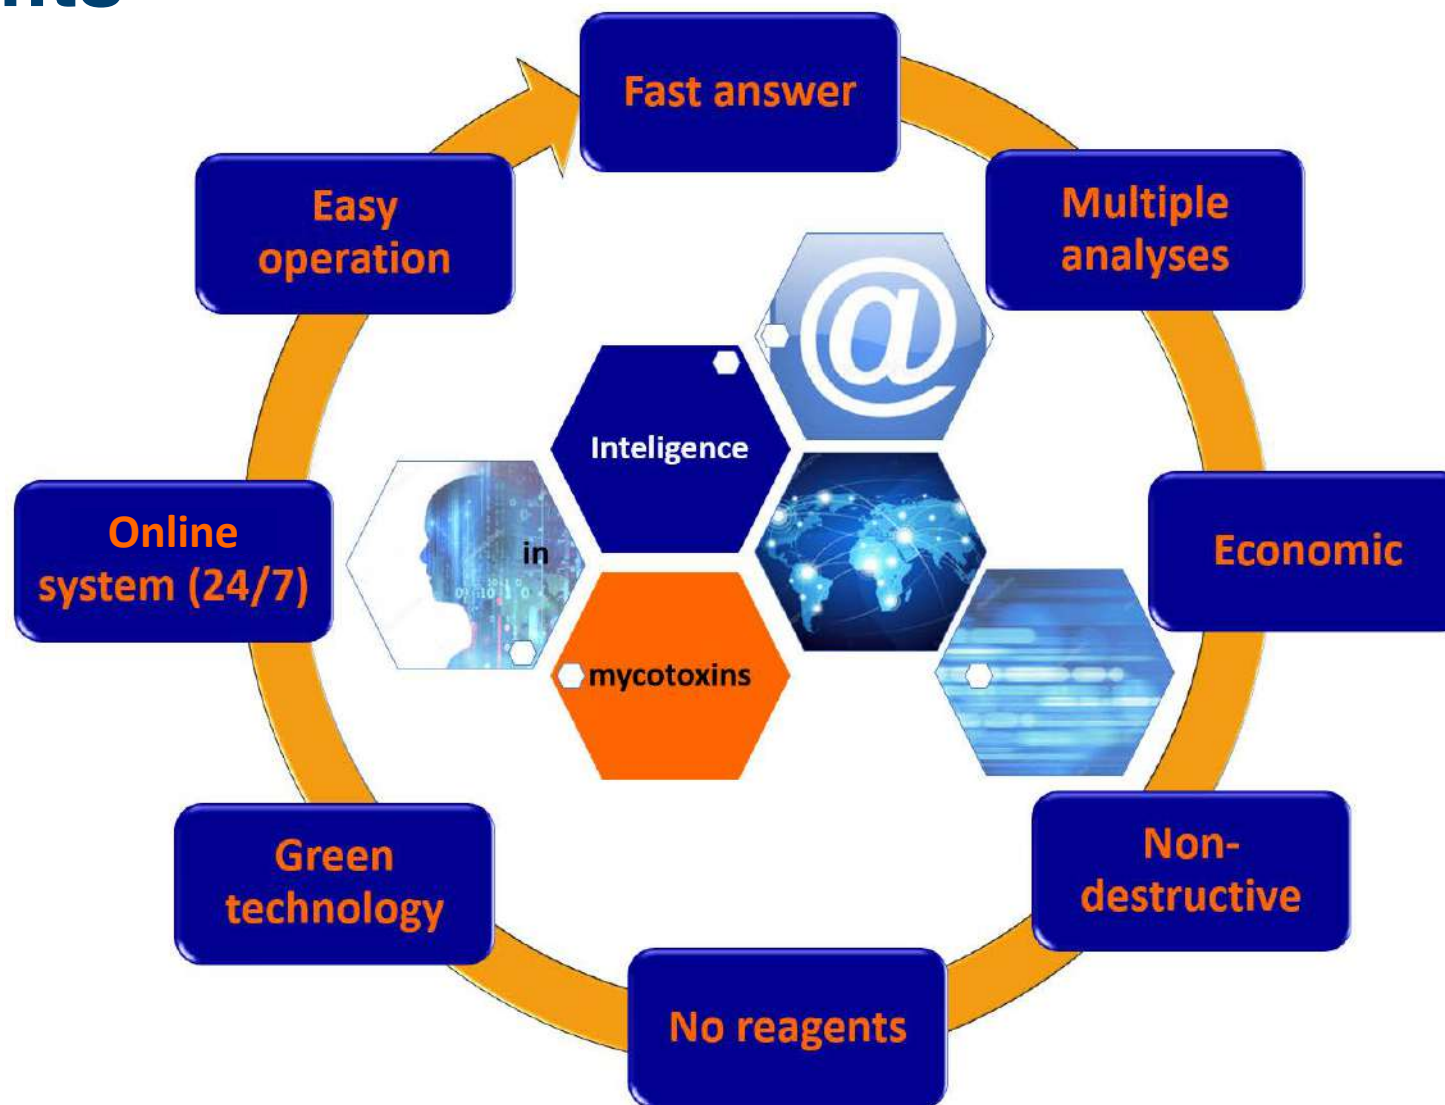 Fast answer
Multiple
analyses
Economic
Non-
destructive
No reagents
Green
technology
Online
system (24/7)
Easy
operation
@
Inteligence
in
mycotoxins